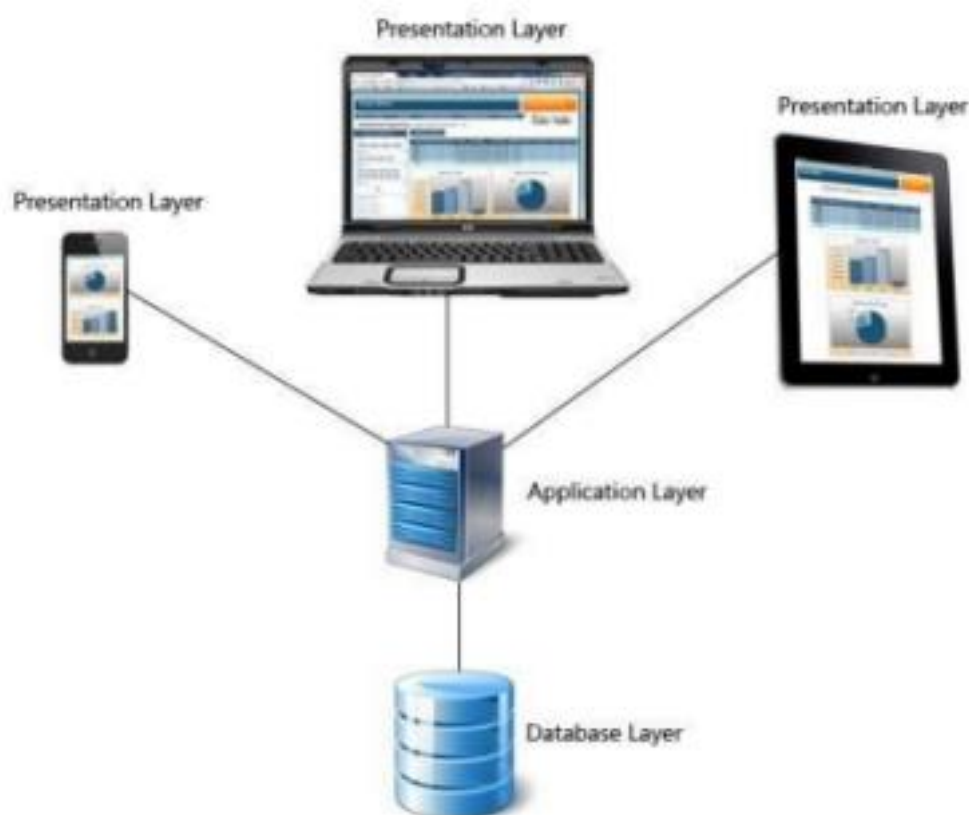 Presentation Layer
Presentation Layer
Presentation Layer
Application Layer
Database Layer